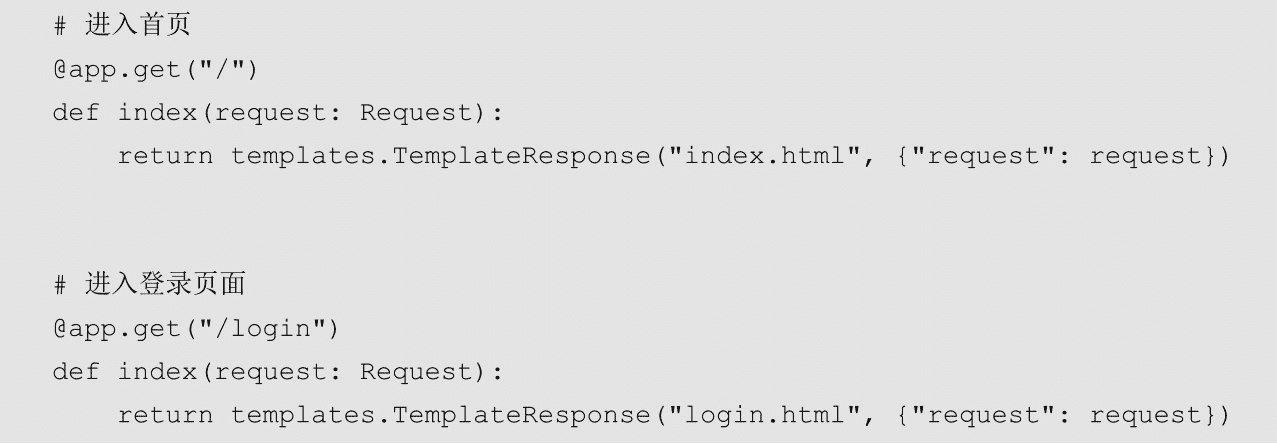 # 进入首页
@app.get("/")
def index(request: Request):
    return templates.TemplateResponse("index.html", {"request": request})
# 进入登录页面
@app.get("/login")
def index(request: Request):
    return templates.TemplateResponse("login.html", {"request": request})